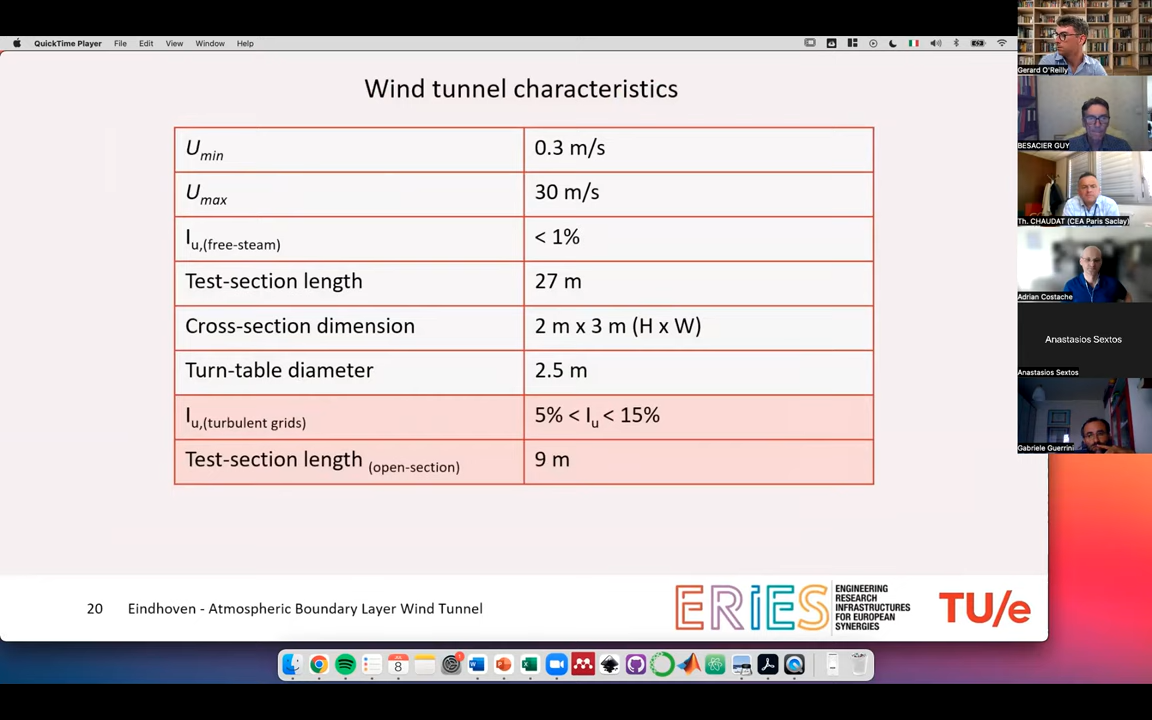 QuickTime Player File Edit View Window Help
Wind tunnel characteristics
Umin 0.3 m/s
Umax 30 m/s
Iu,(free-steam) < 1%
Test-section length 27 m
Cross-section dimension 2 m x 3 m (H x W)
Turn-table diameter 2.5 m
Iu,(turbulent grids) 5% < Iu < 15%
Test-section length (open-section) 9 m
20 Eindhoven - Atmospheric Boundary Layer Wind Tunnel
ERIES
ENGINEERING
RESEARCH
INFRASTRUCTURES
FOR EUROPEAN
SYNERGIES
TU/e
8
Gerard O'Reilly
BESACIER GUY
Th. CHAUDAT (CEA Paris Saclay)
Adrian Costache
Anastasios Sextos
Anastasios Sextos
Gabriele Guerrini